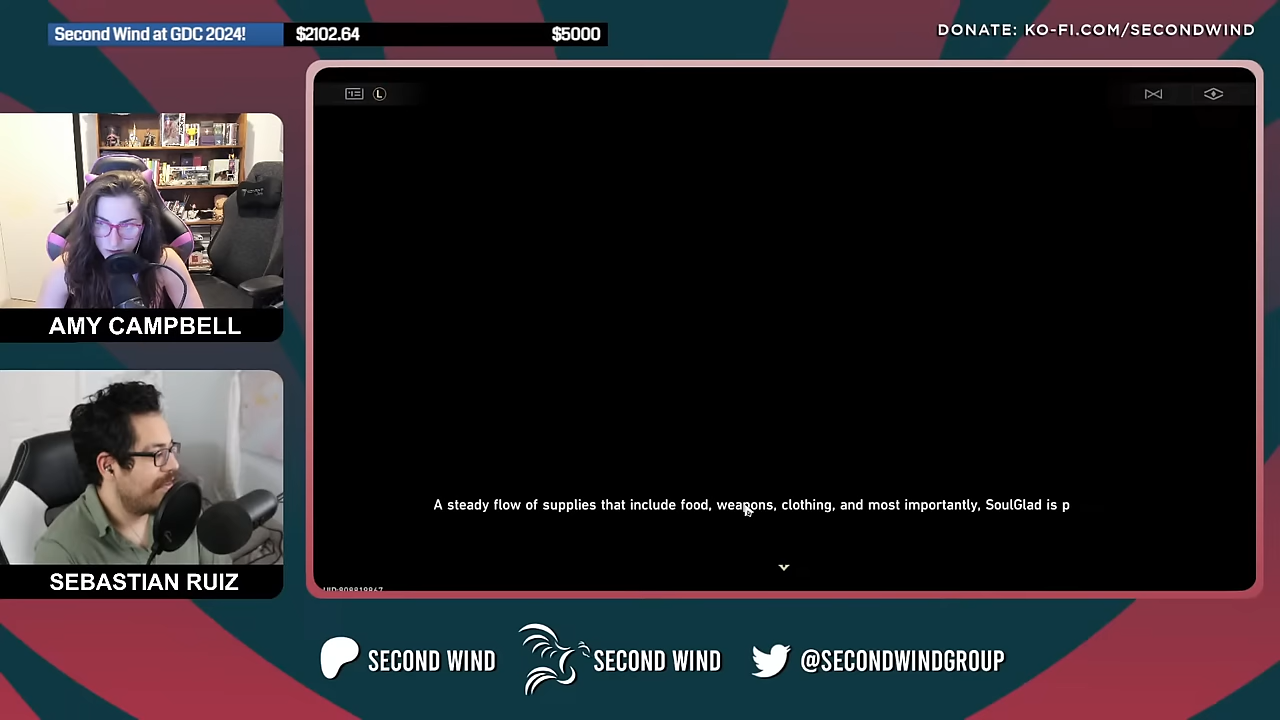 Second Wind at GDC 2024! $2102.64 $5000
DONATE: KO-FI.COM/SECONDWIND
L
AMY CAMPBELL
A steady flow of supplies that include food, weapons, clothing, and most importantly, SoulGlad is p
SEBASTIAN RUIZ
SECOND WIND
SECOND WIND
@SECONDWINDGROUP